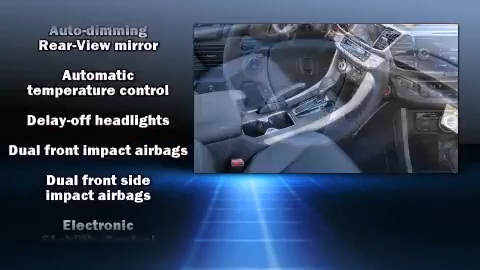 Auto-dimming
Rear-View mirror
Automatic
temperature control
Delay-off headlights
Dual front impact airbags
Dual front side
impact airbags
Electronic